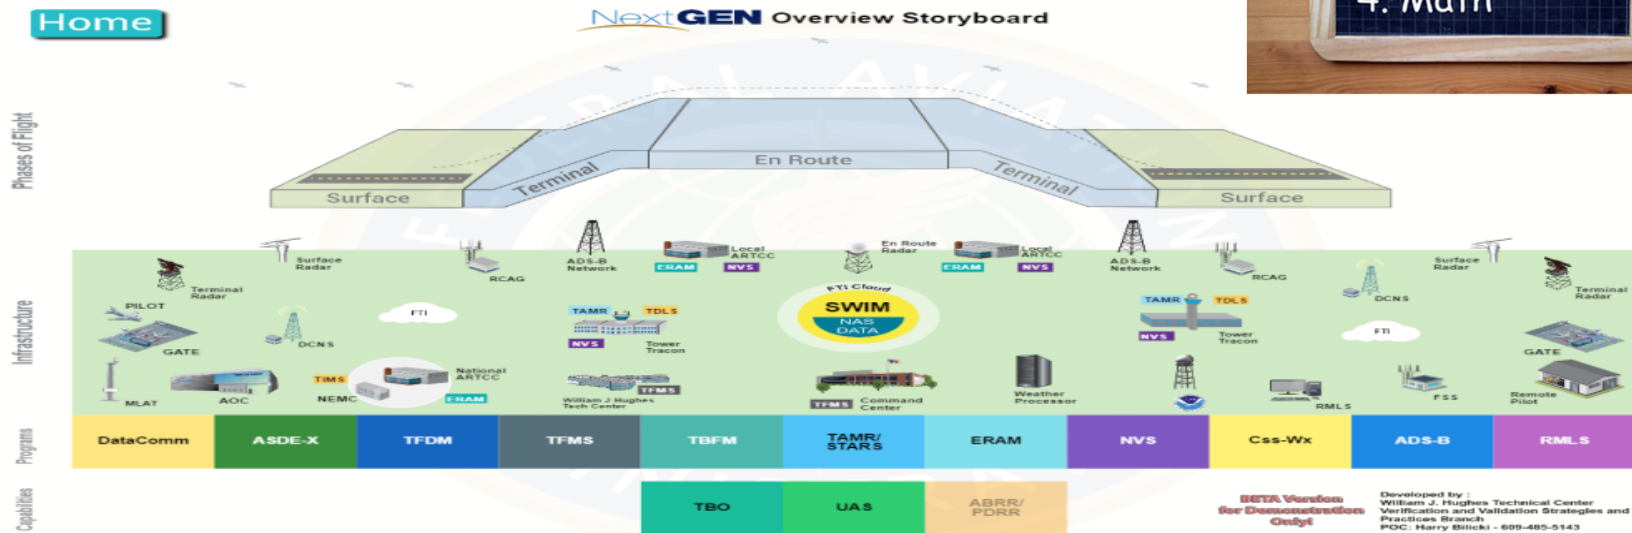 Home
NextGEN Overview Storyboard
4. Math
Phases of Flight
En Route
Terminal
Terminal
Surface
Surface
Infrastructure
Surface
Radar
RCAG
ADS-B
Network
Local
ARTCC
ERAM
NVS
En Route
Radar
Local
ARTCC
ERAM
NVS
ADS-B
Network
RCAG
Surface
Radar
Terminal
Radar
DCNS
Terminal
Radar
PILOT
GATE
DCNS
FTI
TAMR
TDLS
NVS
Tower
Tracon
FTI Cloud
SWIM
NAS
DATA
TAMR
TDLS
NVS
Tower
Tracon
FTI
GATE
MLAT
AOC
TIMS
NEMC
National
ARTCC
ERAM
William J Hughes
Tech Center
TFMS
TFMS
Command
Center
Weather
Processor
RMLS
FSS
Remote
Pilot
Programs
DataComm
ASDE-X
TFDM
TFMS
TBFM
TAMR/
STARS
ERAM
NVS
Css-Wx
ADS-B
RMLS
Capabilities
TBO
UAS
ABRR/
PDRR
BETA Version
for Demonstration
Only!
Developed by :
William J. Hughes Technical Center
Verification and Validation Strategies and
Practices Branch
POC: Harry Bilicki - 609-485-5143